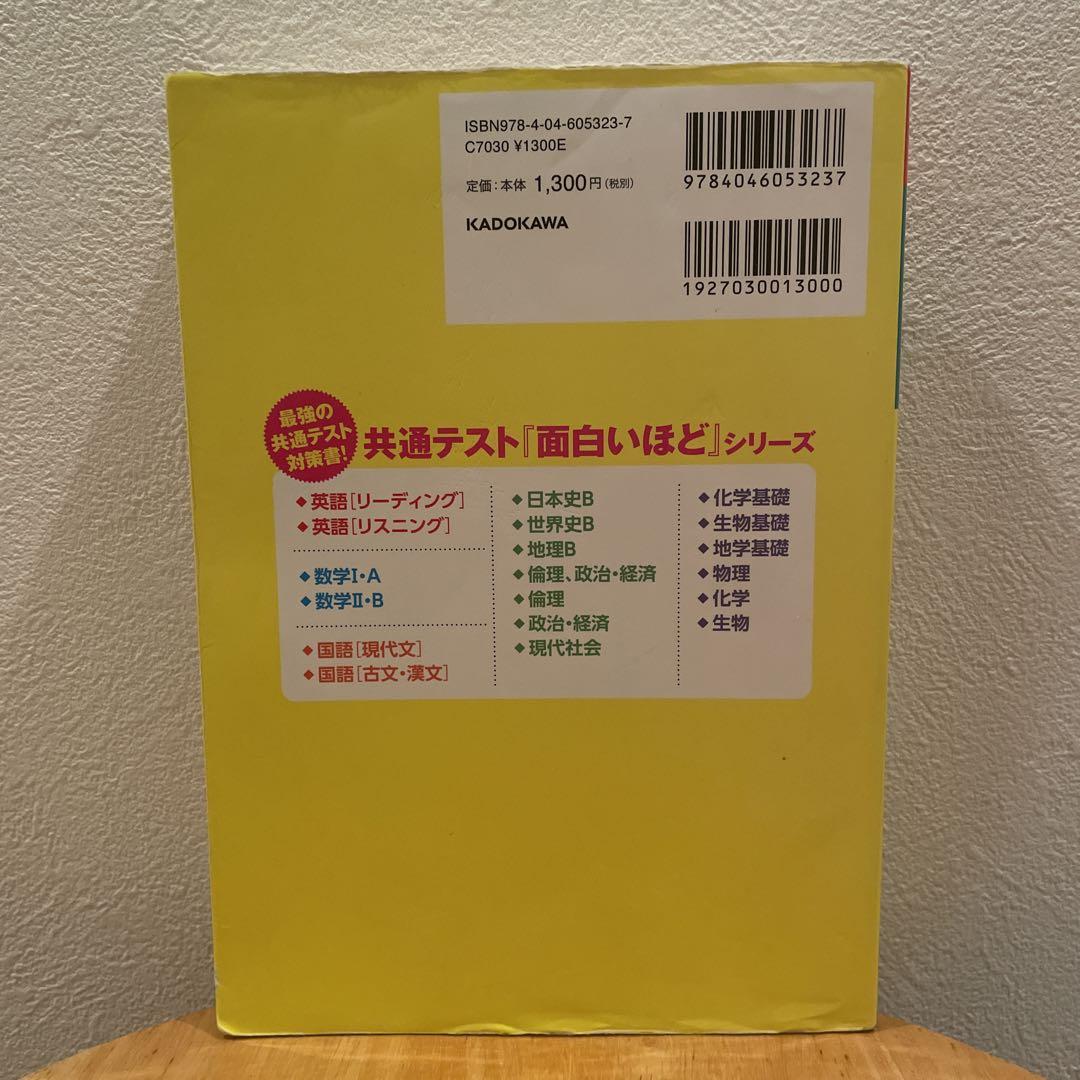 ISBN978-4-04-605323-7
C7030 ¥1300E
定価：本体 1,300円（税別）
KADOKAWA
9784046053237
1927030013000
最強の
共通テスト
対策書！
共通テスト『面白いほど』シリーズ
◆英語［リーディング］
◆英語［リスニング］
◆数学Ⅰ・A
◆数学Ⅱ・B
◆国語［現代文］
◆国語［古文・漢文］
◆日本史B
◆世界史B
◆地理B
◆倫理、政治・経済
◆倫理
◆政治・経済
◆現代社会
◆化学基礎
◆生物基礎
◆地学基礎
◆物理
◆化学
◆生物